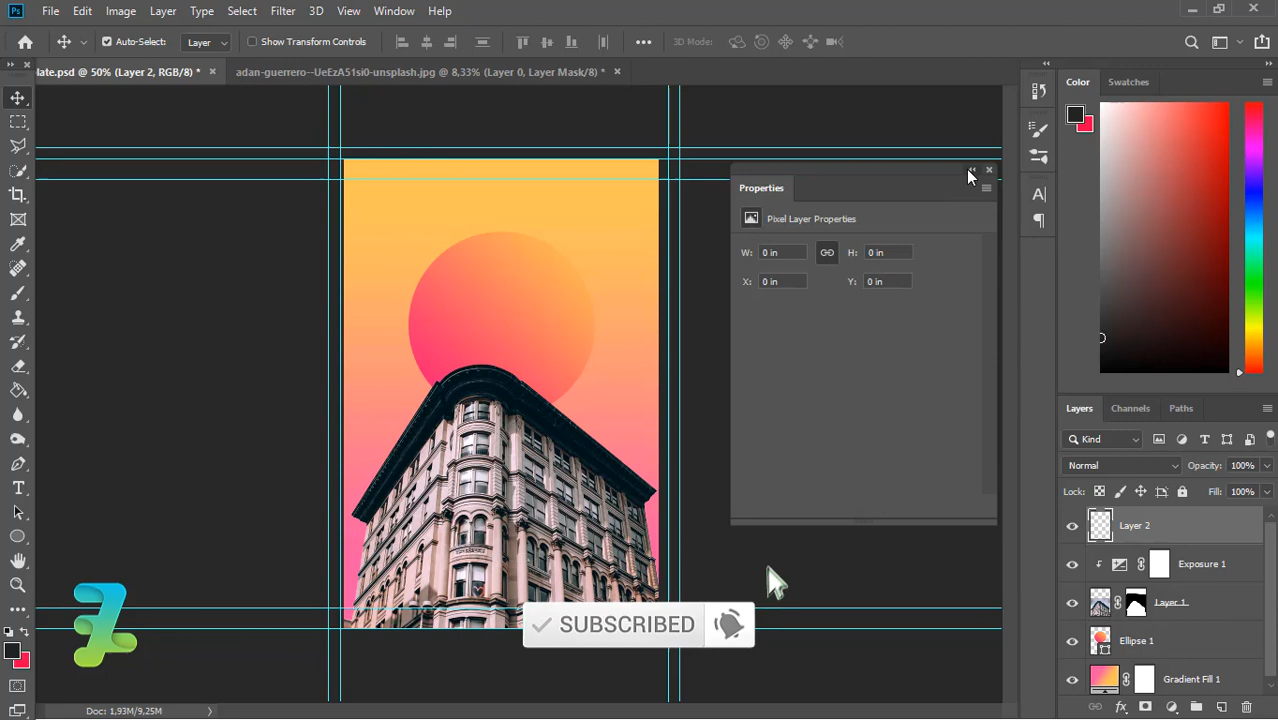 Ps File Edit Image Layer Type Select Filter 3D View Window Help
Auto-Select: Layer Show Transform Controls 3D Mode:
late.psd @ 50% (Layer 2, RGB/8) * adan-guerrero--UeEzA51si0-unsplash.jpg @ 8,33% (Layer 0, Layer Mask/8) *
Color Swatches
Properties
Pixel Layer Properties
W: 0 in H: 0 in
X: 0 in Y: 0 in
Layers Channels Paths
Kind
Normal Opacity: 100%
Lock: Fill: 100%
Layer 2
Exposure 1
Layer 1
Ellipse 1
Gradient Fill 1
SUBSCRIBED
Doc: 1,93M/9,25M